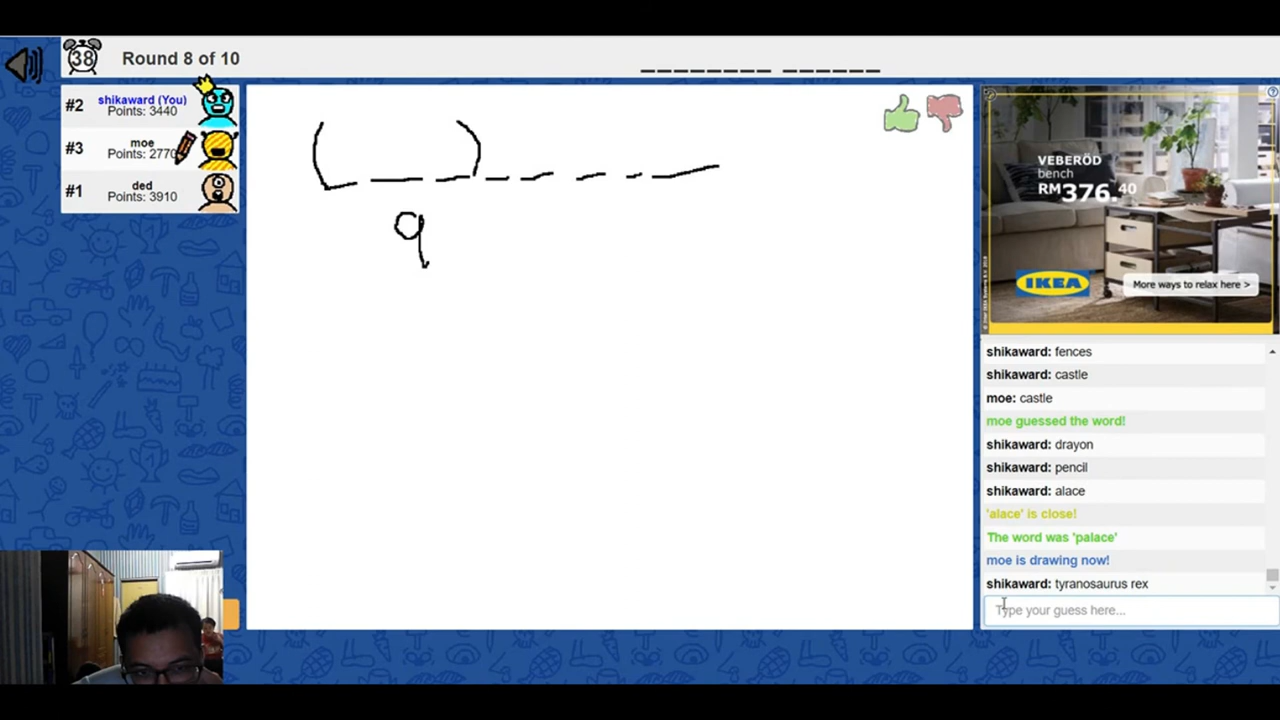 38
Round 8 of 10
________ ______
#2
shikaward (You)
Points: 3440
#3
moe
Points: 2770
#1
ded
Points: 3910
q
VEBERÖD
bench
RM376.40
IKEA
More ways to relax here >
shikaward: fences
shikaward: castle
moe: castle
moe guessed the word!
shikaward: drayon
shikaward: pencil
shikaward: alace
'alace' is close!
The word was 'palace'
moe is drawing now!
shikaward: tyranosaurus rex
Type your guess here...